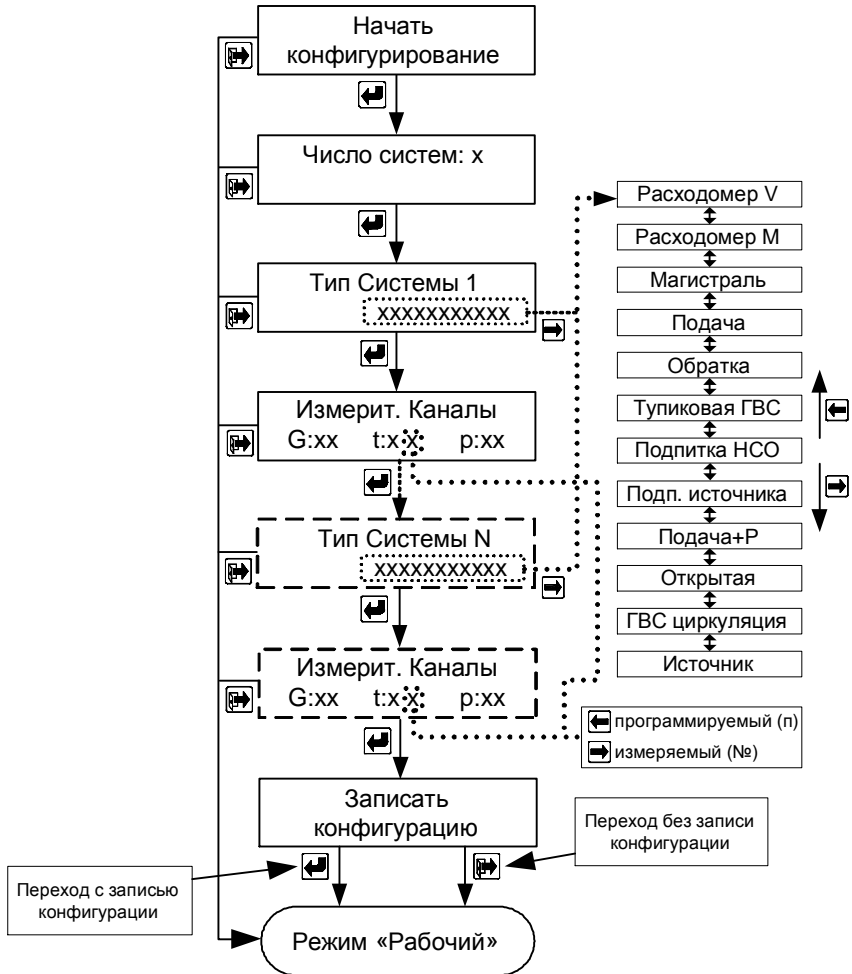 Начать
конфигурирование
Число систем: x
Тип Системы 1
XXXXXXXXXXX
Измерит. Каналы
G:xx t:x x p:xx
Тип Системы N
XXXXXXXXXXX
Измерит. Каналы
G:xx t:x x p:xx
Записать
конфигурацию
Режим «Рабочий»
Расходомер V
Расходомер M
Магистраль
Подача
Обратка
Тупиковая ГВС
Подпитка НСО
Подп. источника
Подача+P
Открытая
ГВС циркуляция
Источник
программируемый (п)
измеряемый (№)
Переход без записи
конфигурации
Переход с записью
конфигурации